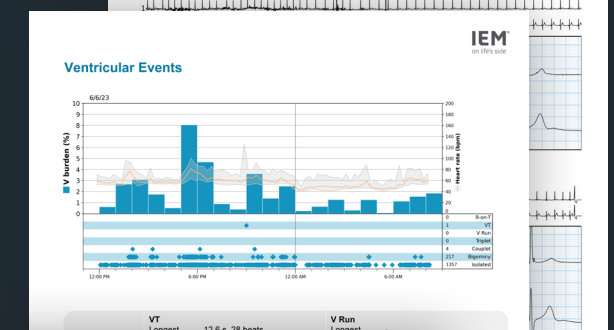 1
IEM®
on life's side
Ventricular Events
6/6/23
V burden (%)
10
9
8
7
6
5
4
3
2
1
0
200
180
160
140
120
100
80
60
40
20
0
Heart rate (bpm)
0 R-on-T
1 VT
0 V Run
0 Triplet
4 Couplet
217 Bigeminy
1357 Isolated
12:00 PM 6:00 PM 12:00 AM 6:00 AM
VT V Run
Longest 12.6 s, 28 beats Longest